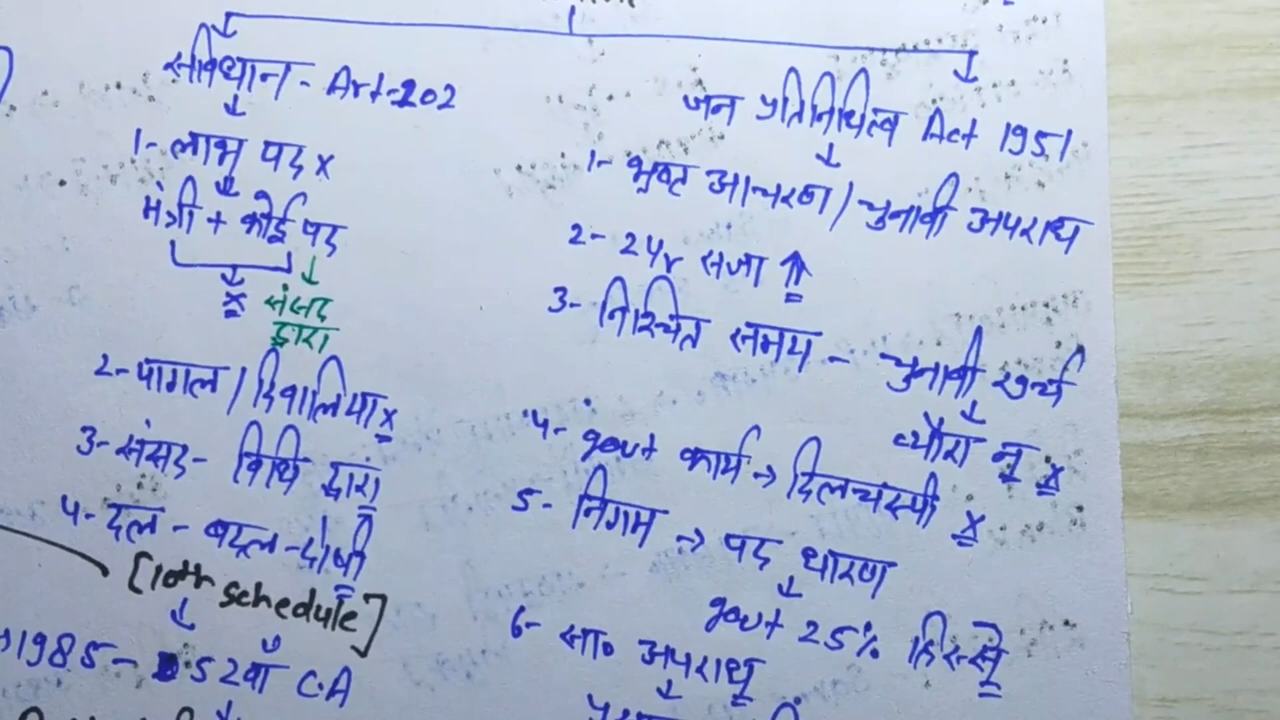 संविधान - Art-202
1- लाभ पद x
मंत्री + कोई पद
x संसद
द्वारा
2- पागल / दिवालिया x
3- संसद - विधि द्वारा
4- दल - बदल - दोषी
[10th schedule]
1985 - 52वाँ C.A
जन प्रतिनिधित्व Act 1951
1- भ्रष्ट आचरण / चुनावी अपराध
2- 2yr सजा ⇑
3- निश्चित समय - चुनावी खर्च
व्यौरा न x
4- govt कार्य → दिलचस्पी x
5- निगम → पद धारण
govt 25% हिस्से
6- सा० अपराध